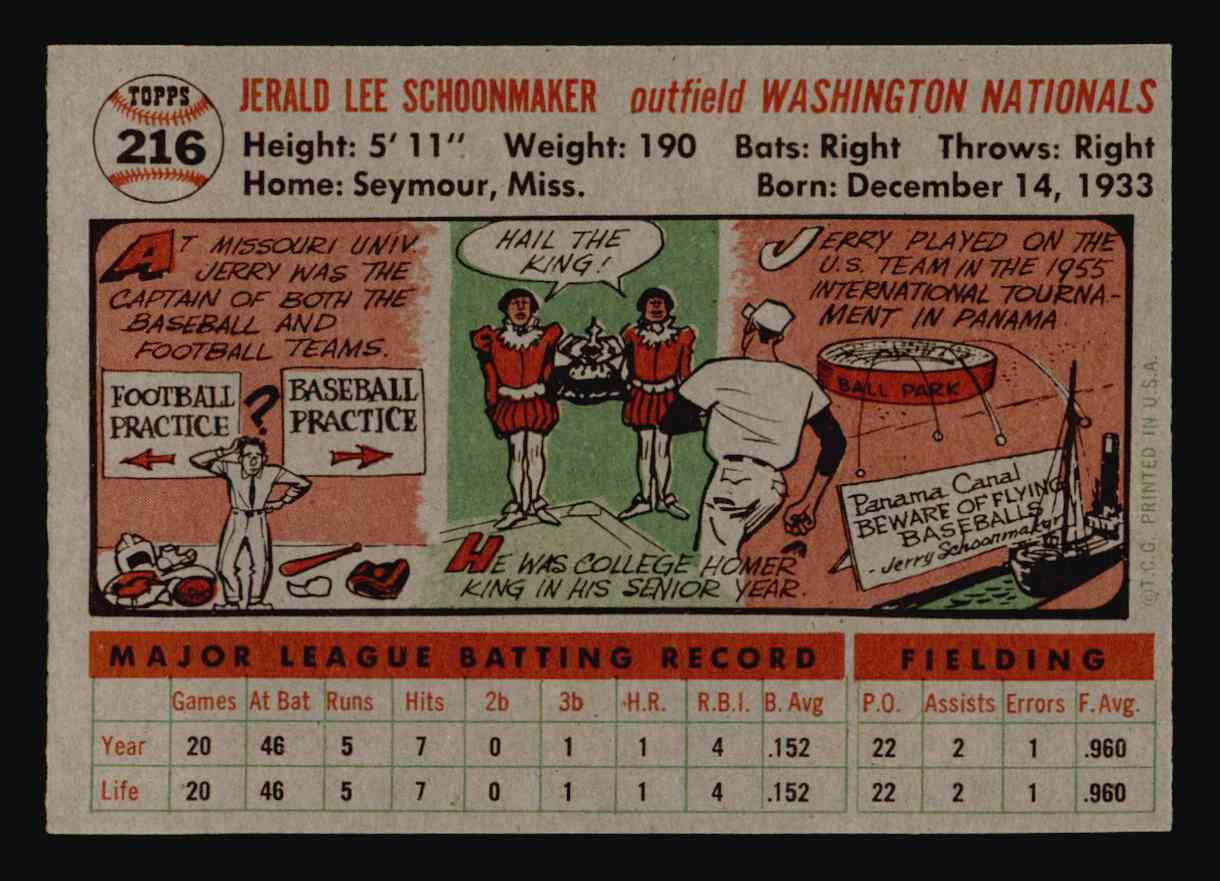 TOPPS
216
JERALD LEE SCHOONMAKER outfield WASHINGTON NATIONALS
Height: 5' 11" Weight: 190 Bats: Right Throws: Right
Home: Seymour, Miss. Born: December 14, 1933
AT MISSOURI UNIV.
JERRY WAS THE
CAPTAIN OF BOTH THE
BASEBALL AND
FOOTBALL TEAMS.
FOOTBALL
PRACTICE
?
BASEBALL
PRACTICE
HAIL THE
KING!
HE WAS COLLEGE HOMER
KING IN HIS SENIOR YEAR.
JERRY PLAYED ON THE
U.S. TEAM IN THE 1955
INTERNATIONAL TOURNA-
MENT IN PANAMA
BALL PARK
Panama Canal
BEWARE OF FLYING
BASEBALLS
- Jerry Schoonmaker
©T.C.G. PRINTED IN U.S.A.
MAJOR LEAGUE BATTING RECORD FIELDING
Games At Bat Runs Hits 2b 3b H.R. R.B.I. B. Avg P.O. Assists Errors F. Avg.
Year 20 46 5 7 0 1 1 4 .152 22 2 1 .960
Life 20 46 5 7 0 1 1 4 .152 22 2 1 .960